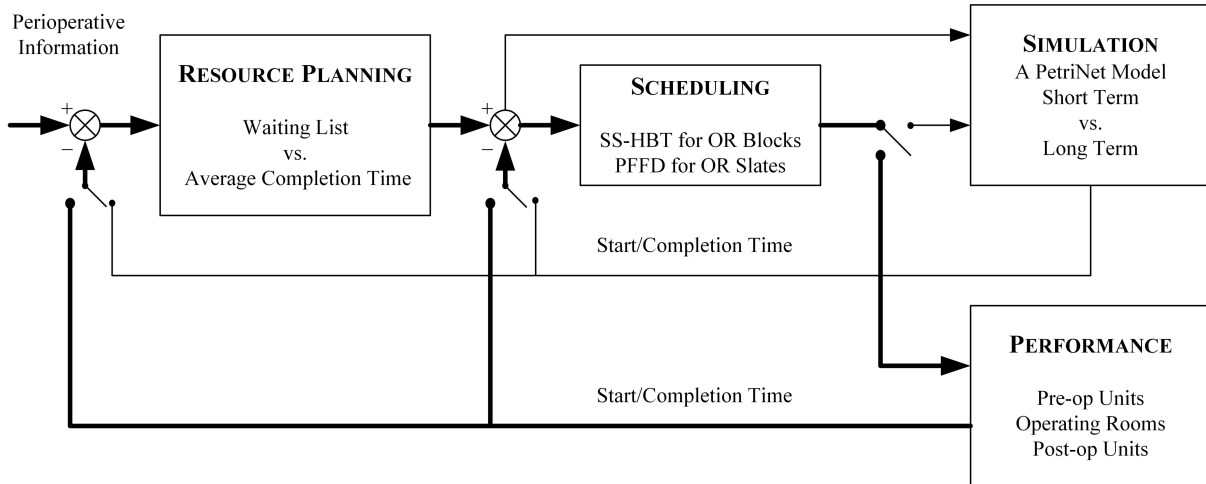 Perioperative
Information
+
−
RESOURCE PLANNING
Waiting List
vs.
Average Completion Time
+
−
SCHEDULING
SS-HBT for OR Blocks
PFFD for OR Slates
SIMULATION
A PetriNet Model
Short Term
vs.
Long Term
Start/Completion Time
PERFORMANCE
Pre-op Units
Operating Rooms
Post-op Units
Start/Completion Time